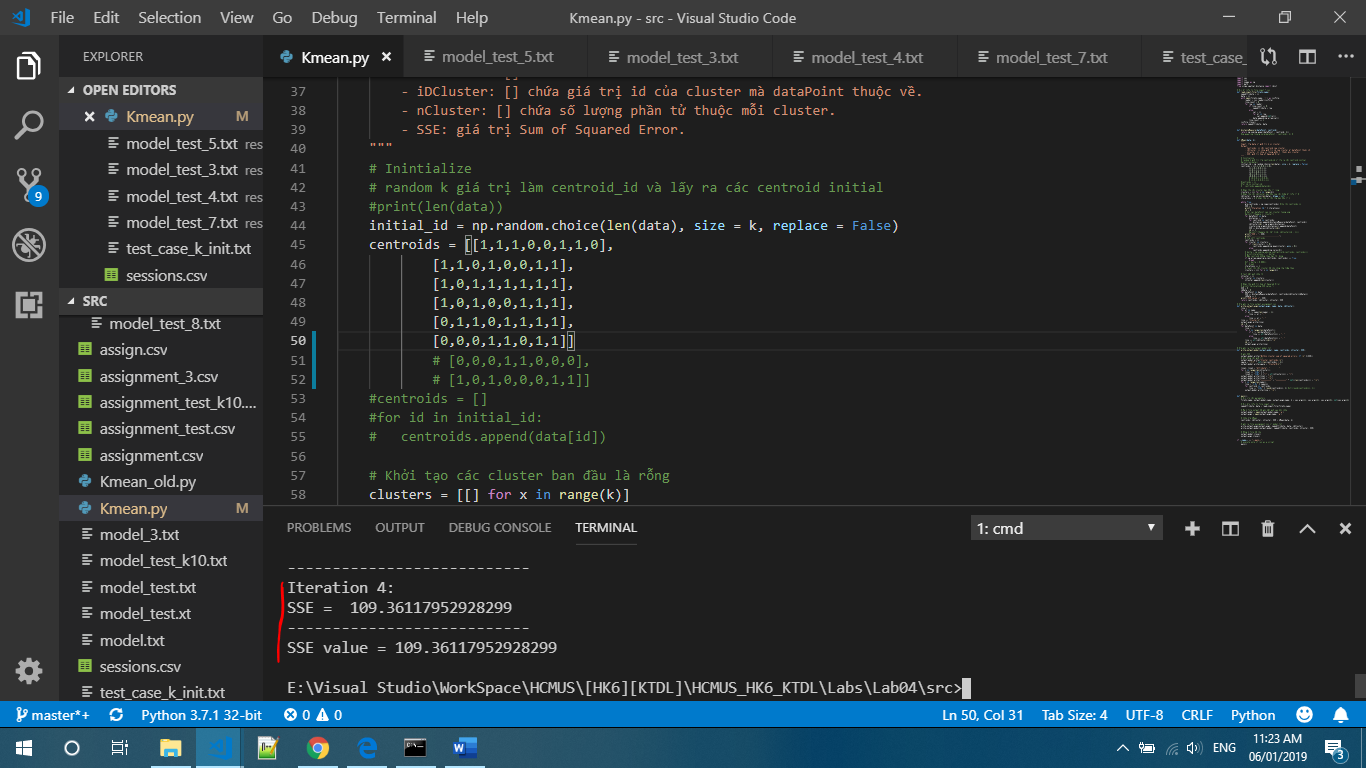 File Edit Selection View Go Debug Terminal Help
Kmean.py - src - Visual Studio Code
EXPLORER
OPEN EDITORS
Kmean.py M
model_test_5.txt res
model_test_3.txt res
model_test_4.txt res
model_test_7.txt res
test_case_k_init.txt
sessions.csv
SRC
model_test_8.txt
assign.csv
assignment_3.csv
assignment_test_k10....
assignment_test.csv
assignment.csv
Kmean_old.py
Kmean.py M
model_3.txt
model_test_k10.txt
model_test.txt
model_test.xt
model.txt
sessions.csv
test_case_k_init.txt
9
Kmean.py model_test_5.txt model_test_3.txt model_test_4.txt model_test_7.txt test_case_
37 - iDCluster: [] chứa giá trị id của cluster mà dataPoint thuộc về.
38 - nCluster: [] chứa số lượng phần tử thuộc mỗi cluster.
39 - SSE: giá trị Sum of Squared Error.
40 """
41 # Inintialize
42 # random k giá trị làm centroid_id và lấy ra các centroid initial
43 #print(len(data))
44 initial_id = np.random.choice(len(data), size = k, replace = False)
45 centroids = [[1,1,1,0,0,1,1,0],
46 [1,1,0,1,0,0,1,1],
47 [1,0,1,1,1,1,1,1],
48 [1,0,1,0,0,1,1,1],
49 [0,1,1,0,1,1,1,1],
50 [0,0,0,1,1,0,1,1]]
51 # [0,0,0,1,1,0,0,0],
52 # [1,0,1,0,0,0,1,1]]
53 #centroids = []
54 #for id in initial_id:
55 # centroids.append(data[id])
56
57 # Khởi tạo các cluster ban đầu là rỗng
58 clusters = [[] for x in range(k)]
PROBLEMS OUTPUT DEBUG CONSOLE TERMINAL 1: cmd
---------------------------
Iteration 4:
SSE =  109.36117952928299
---------------------------
SSE value = 109.36117952928299
E:\Visual Studio\WorkSpace\HCMUS\[HK6][KTDL]\HCMUS_HK6_KTDL\Labs\Lab04\src>
master*+ Python 3.7.1 32-bit 0 0 Ln 50, Col 31 Tab Size: 4 UTF-8 CRLF Python
ENG 11:23 AM
06/01/2019 3